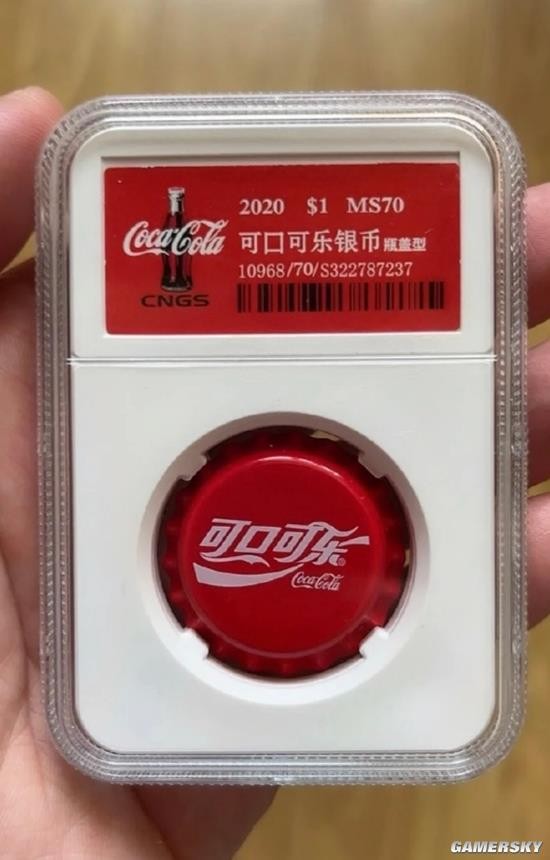 2020 $1 MS70
Coca-Cola
可口可乐银币瓶盖型
10968/70/S322787237
CNGS
可口可乐®
Coca-Cola
GAMERSKY